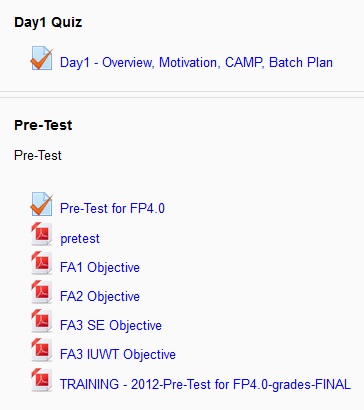 Day1 Quiz
Day1 - Overview, Motivation, CAMP, Batch Plan
Pre-Test
Pre-Test
Pre-Test for FP4.0
pretest
FA1 Objective
FA2 Objective
FA3 SE Objective
FA3 IUWT Objective
TRAINING - 2012-Pre-Test for FP4.0-grades-FINAL